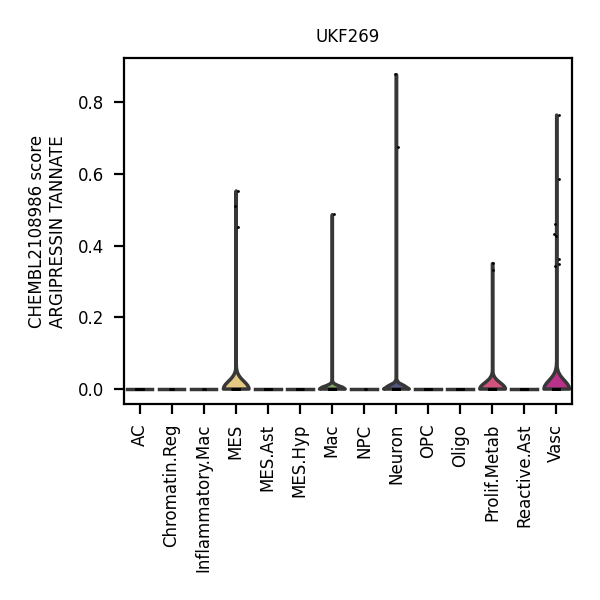 UKF269
CHEMBL2108986 score
ARGIPRESSIN TANNATE
0.8
0.6
0.4
0.2
0.0
AC
Chromatin.Reg
Inflammatory.Mac
MES
MES.Ast
MES.Hyp
Mac
NPC
Neuron
OPC
Oligo
Prolif.Metab
Reactive.Ast
Vasc